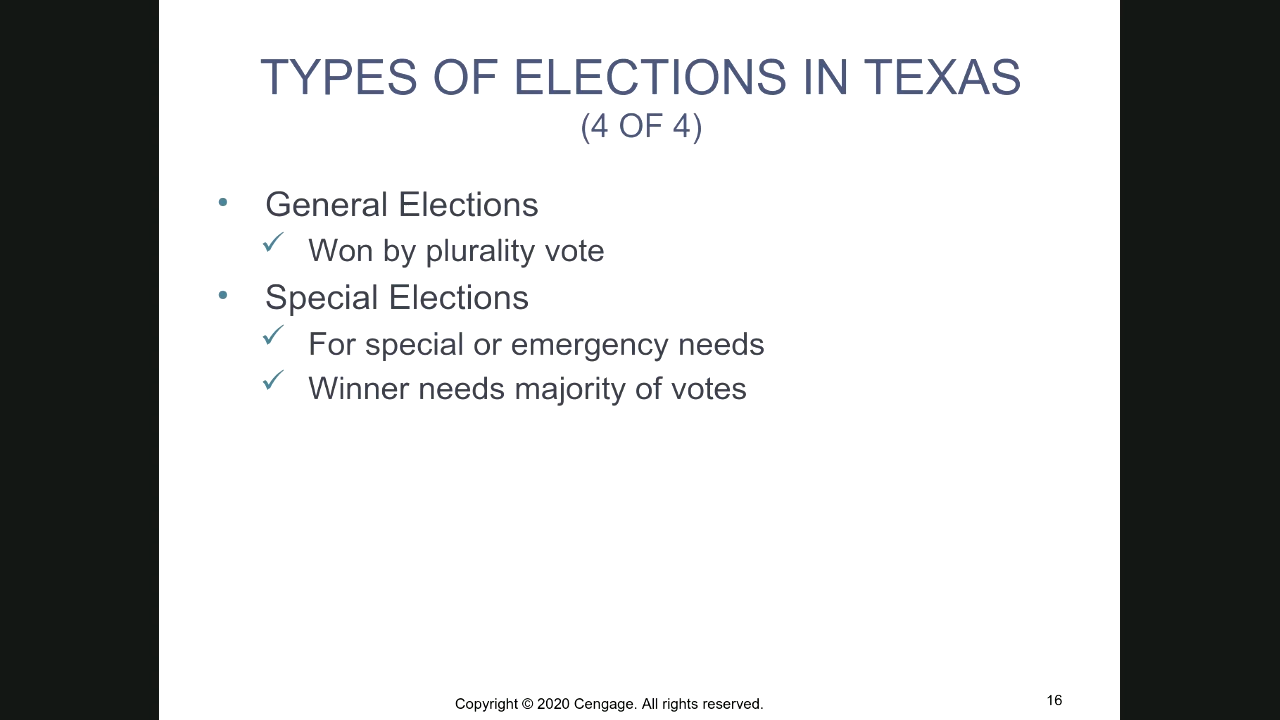 TYPES OF ELECTIONS IN TEXAS
(4 OF 4)
• General Elections
✓ Won by plurality vote
• Special Elections
✓ For special or emergency needs
✓ Winner needs majority of votes
Copyright © 2020 Cengage. All rights reserved.
16